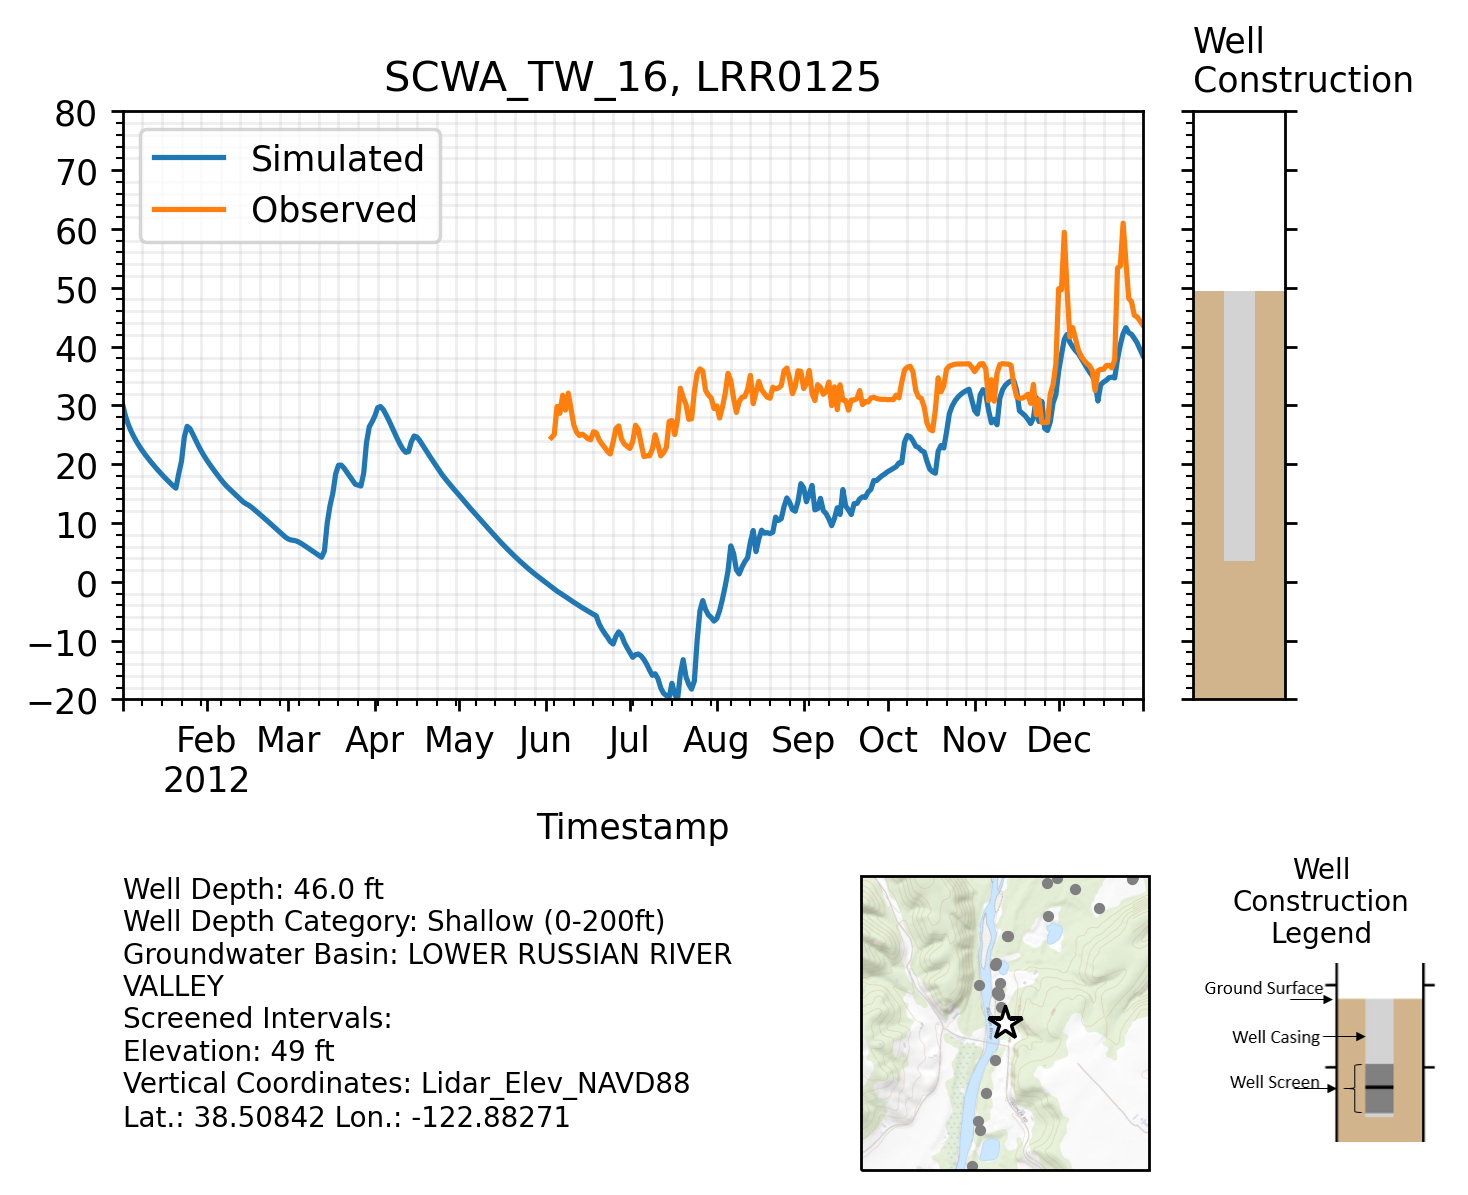 Well
Construction
SCWA_TW_16, LRR0125
Simulated
Observed
80
70
60
50
40
30
20
10
0
−10
−20
Feb Mar Apr May Jun Jul Aug Sep Oct Nov Dec
2012
Timestamp
Well Depth: 46.0 ft
Well Depth Category: Shallow (0-200ft)
Groundwater Basin: LOWER RUSSIAN RIVER
VALLEY
Screened Intervals:
Elevation: 49 ft
Vertical Coordinates: Lidar_Elev_NAVD88
Lat.: 38.50842 Lon.: -122.88271
Well
Construction
Legend
Ground Surface
Well Casing
Well Screen